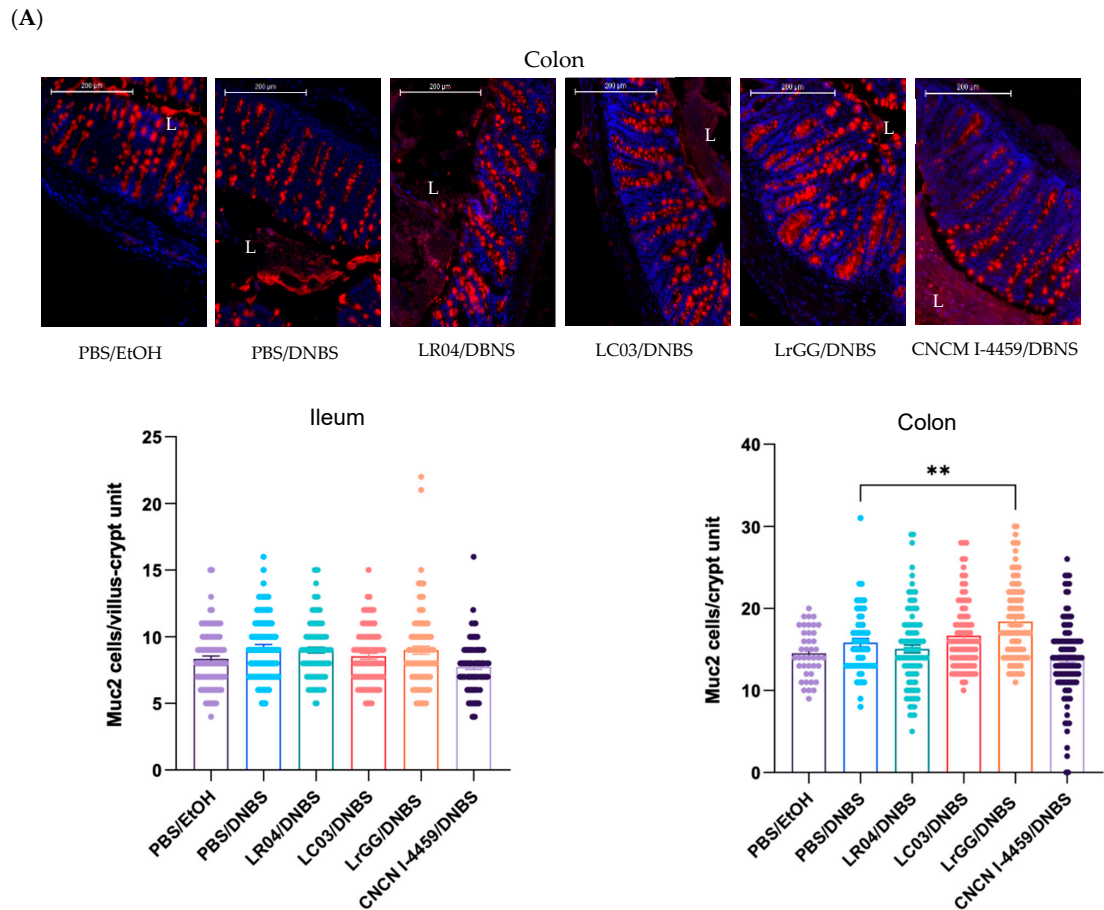 (A)
Colon
200 µm 200 µm 200 µm 200 µm 200 µm 200 µm
L L L L L L
PBS/EtOH PBS/DNBS LR04/DBNS LC03/DNBS LrGG/DNBS CNCM I-4459/DBNS
Ileum
Muc2 cells/villus-crypt unit
25
20
15
10
5
0
PBS/EtOH
PBS/DNBS
LR04/DNBS
LC03/DNBS
LrGG/DNBS
CNCN I-4459/DNBS
Colon
Muc2 cells/crypt unit
40
30
20
10
0
**
PBS/EtOH
PBS/DNBS
LR04/DNBS
LC03/DNBS
LrGG/DNBS
CNCN I-4459/DNBS